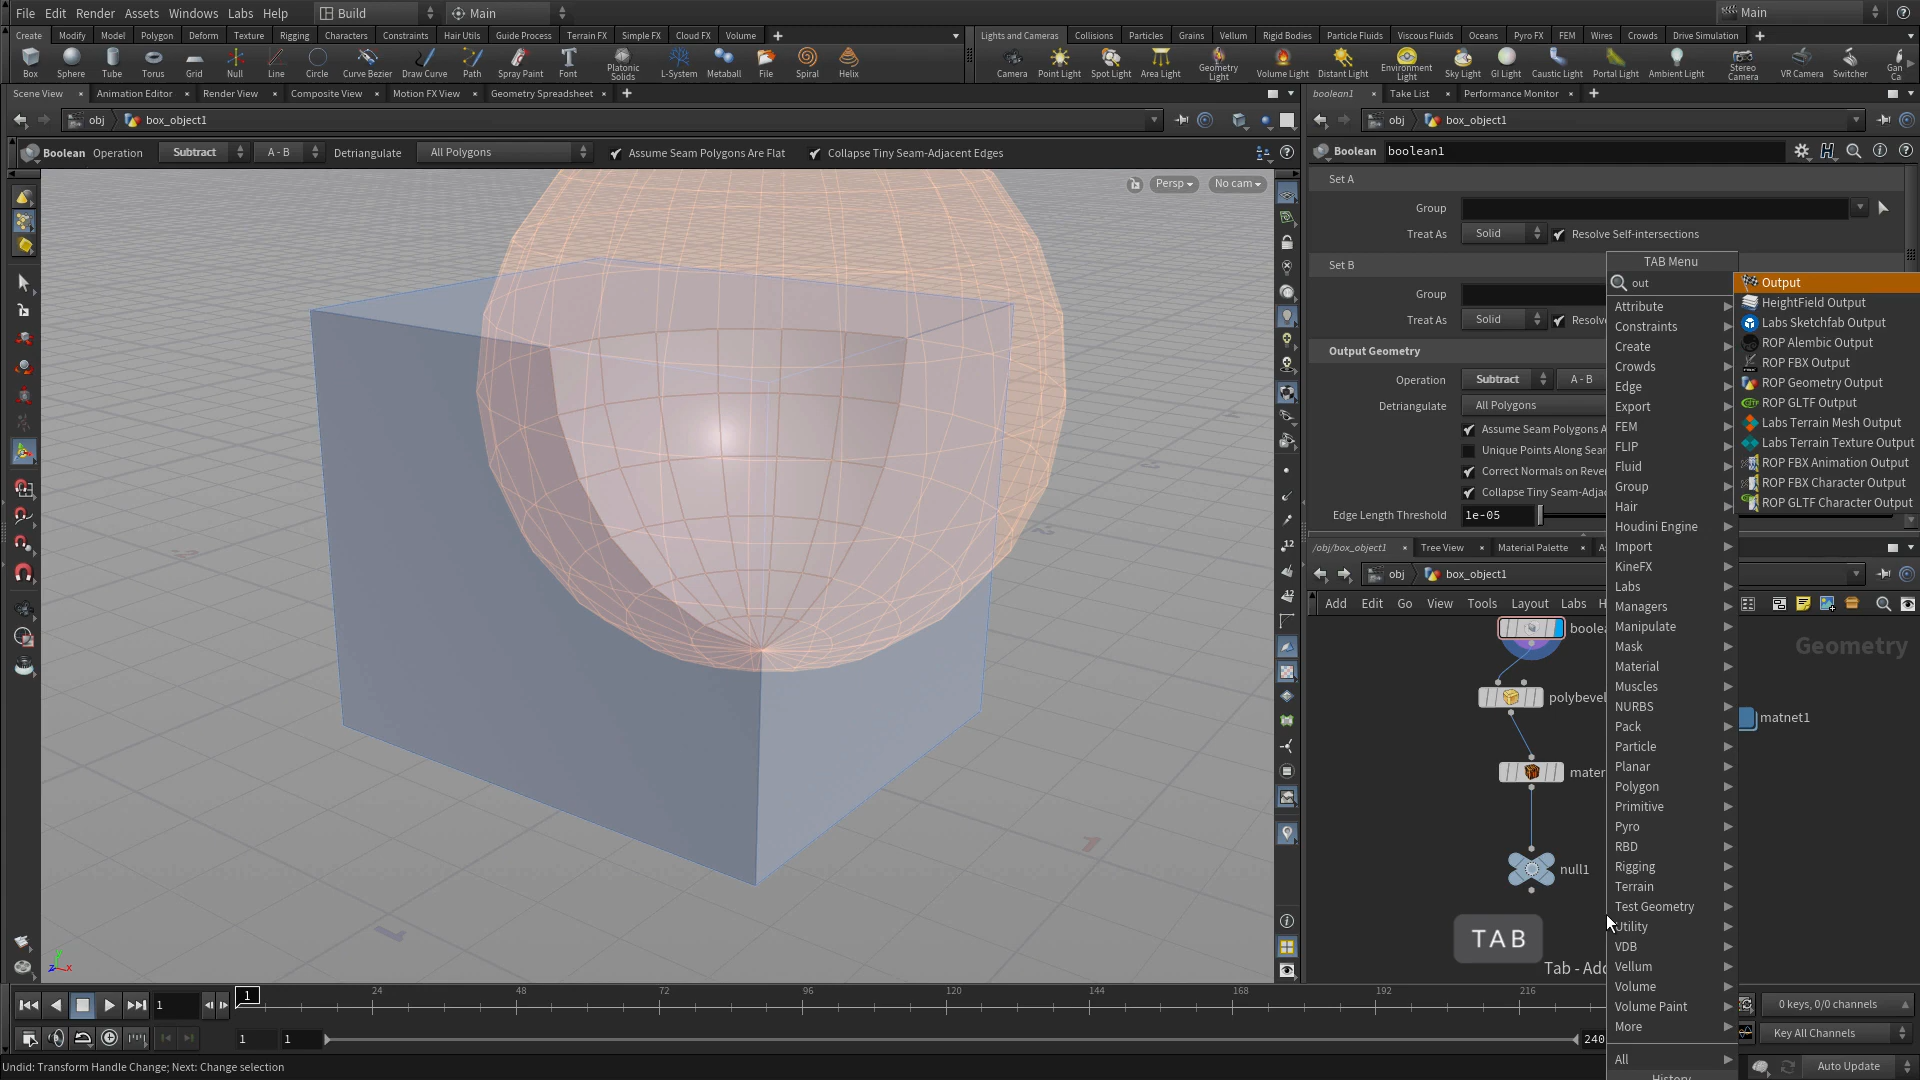 File Edit Render Assets Windows Labs Help Build Main Main
Create Modify Model Polygon Deform Texture Rigging Characters Constraints Hair Utils Guide Process Terrain FX Simple FX Cloud FX Volume
Lights and Cameras Collisions Particles Grains Vellum Rigid Bodies Particle Fluids Viscous Fluids Oceans Pyro FX FEM Wires Crowds Drive Simulation
Box Sphere Tube Torus Grid Null Line Circle Curve Bezier Draw Curve Path Spray Paint Font Platonic Solids L-System Metaball File Spiral Helix
Camera Point Light Spot Light Area Light Geometry Light Volume Light Distant Light Environment Light Sky Light GI Light Caustic Light Portal Light Ambient Light Stereo Camera VR Camera Switcher Gan Ca
Scene View Animation Editor Render View Composite View Motion FX View Geometry Spreadsheet
boolean1 Take List Performance Monitor
obj box_object1
obj box_object1
Boolean Operation Subtract A - B Detriangulate All Polygons Assume Seam Polygons Are Flat Collapse Tiny Seam-Adjacent Edges
Boolean boolean1
Persp No cam
Set A
Group
Treat As Solid Resolve Self-intersections
Set B
Group
Treat As Solid Resolv
Output Geometry
Operation Subtract A - B
Detriangulate All Polygons
Assume Seam Polygons A
Unique Points Along Sear
Correct Normals on Rever
Collapse Tiny Seam-Adja
Edge Length Threshold 1e-05
TAB Menu
out
Attribute
Constraints
Create
Crowds
Edge
Export
FEM
FLIP
Fluid
Group
Hair
Houdini Engine
Import
KineFX
Labs
Managers
Manipulate
Mask
Material
Muscles
NURBS
Pack
Particle
Planar
Polygon
Primitive
Pyro
RBD
Rigging
Terrain
Test Geometry
Utility
VDB
Vellum
Volume
Volume Paint
More
All
History
Output
HeightField Output
Labs Sketchfab Output
ROP Alembic Output
ROP FBX Output
ROP Geometry Output
ROP GLTF Output
Labs Terrain Mesh Output
Labs Terrain Texture Output
ROP FBX Animation Output
ROP FBX Character Output
ROP GLTF Character Output
/obj/box_object1 Tree View Material Palette As
obj box_object1
Add Edit Go View Tools Layout Labs H
Geometry
boolea
polybevel
matnet1
mater
null1
TAB
Tab - Add
1 1 24 48 72 96 120 144 168 192 216
1 1 240
0 keys, 0/0 channels
Key All Channels
Undid: Transform Handle Change; Next: Change selection
Auto Update